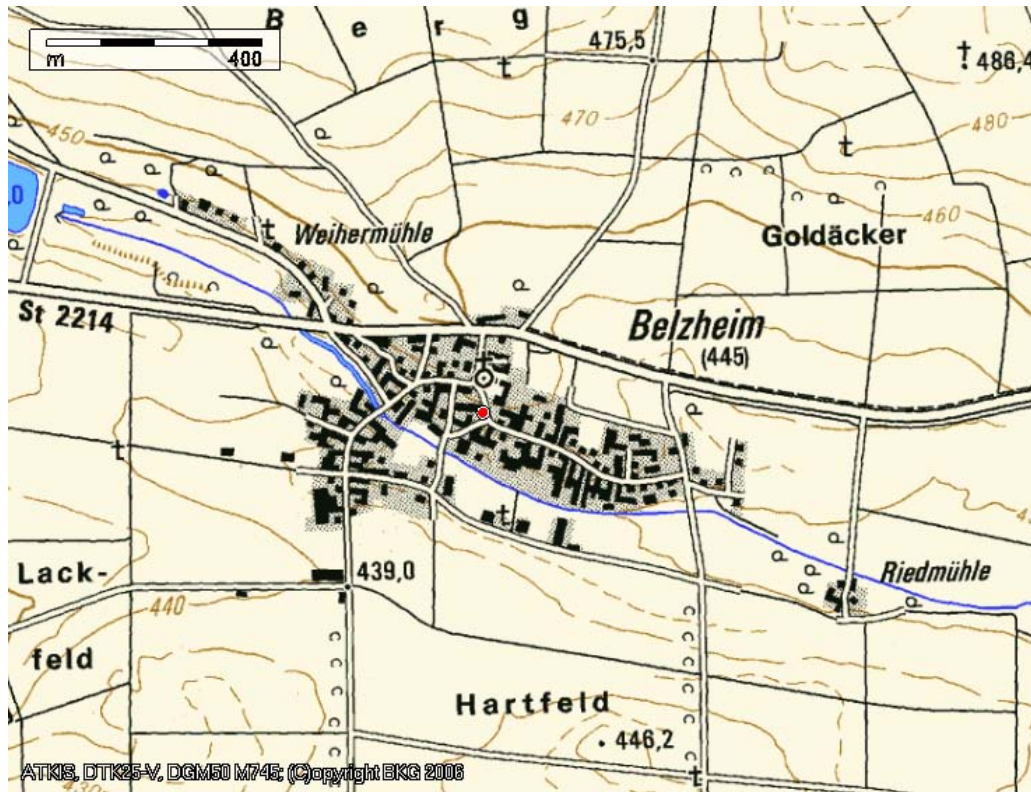 B e r g
475,5
486,4
m 400
470
450
480
,0
460
Weihermühle
Goldäcker
St 2214
Belzheim
(445)
439,0
Lack-
feld
440
Riedmühle
Hartfeld
446,2
ATKIS, DTK25-V, DGM50 M745; (C)opyright BKG 2006